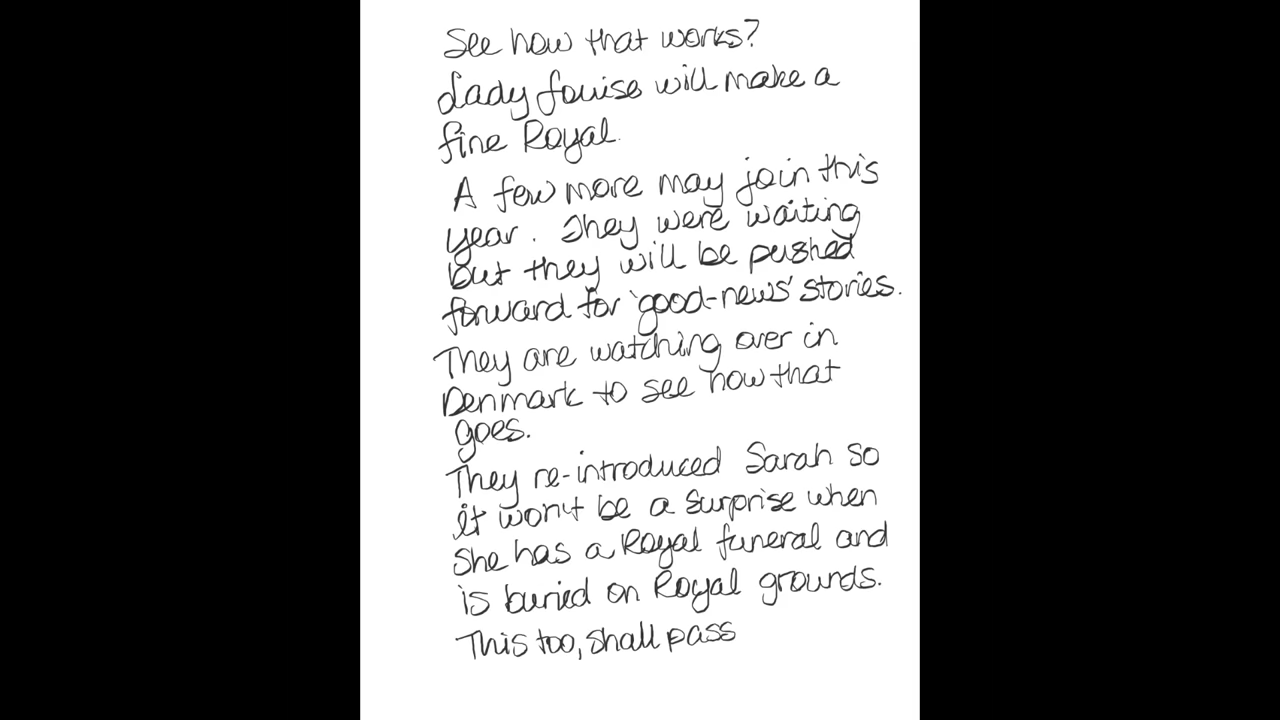 See how that works?
Lady Louise will make a
fine Royal.
A few more may join this
year. They were waiting
but they will be pushed
forward for 'good-news' stories.
They are watching over in
Denmark to see how that
goes.
They re-introduced Sarah so
it won't be a surprise when
she has a Royal funeral and
is buried on Royal grounds.
This too, shall pass